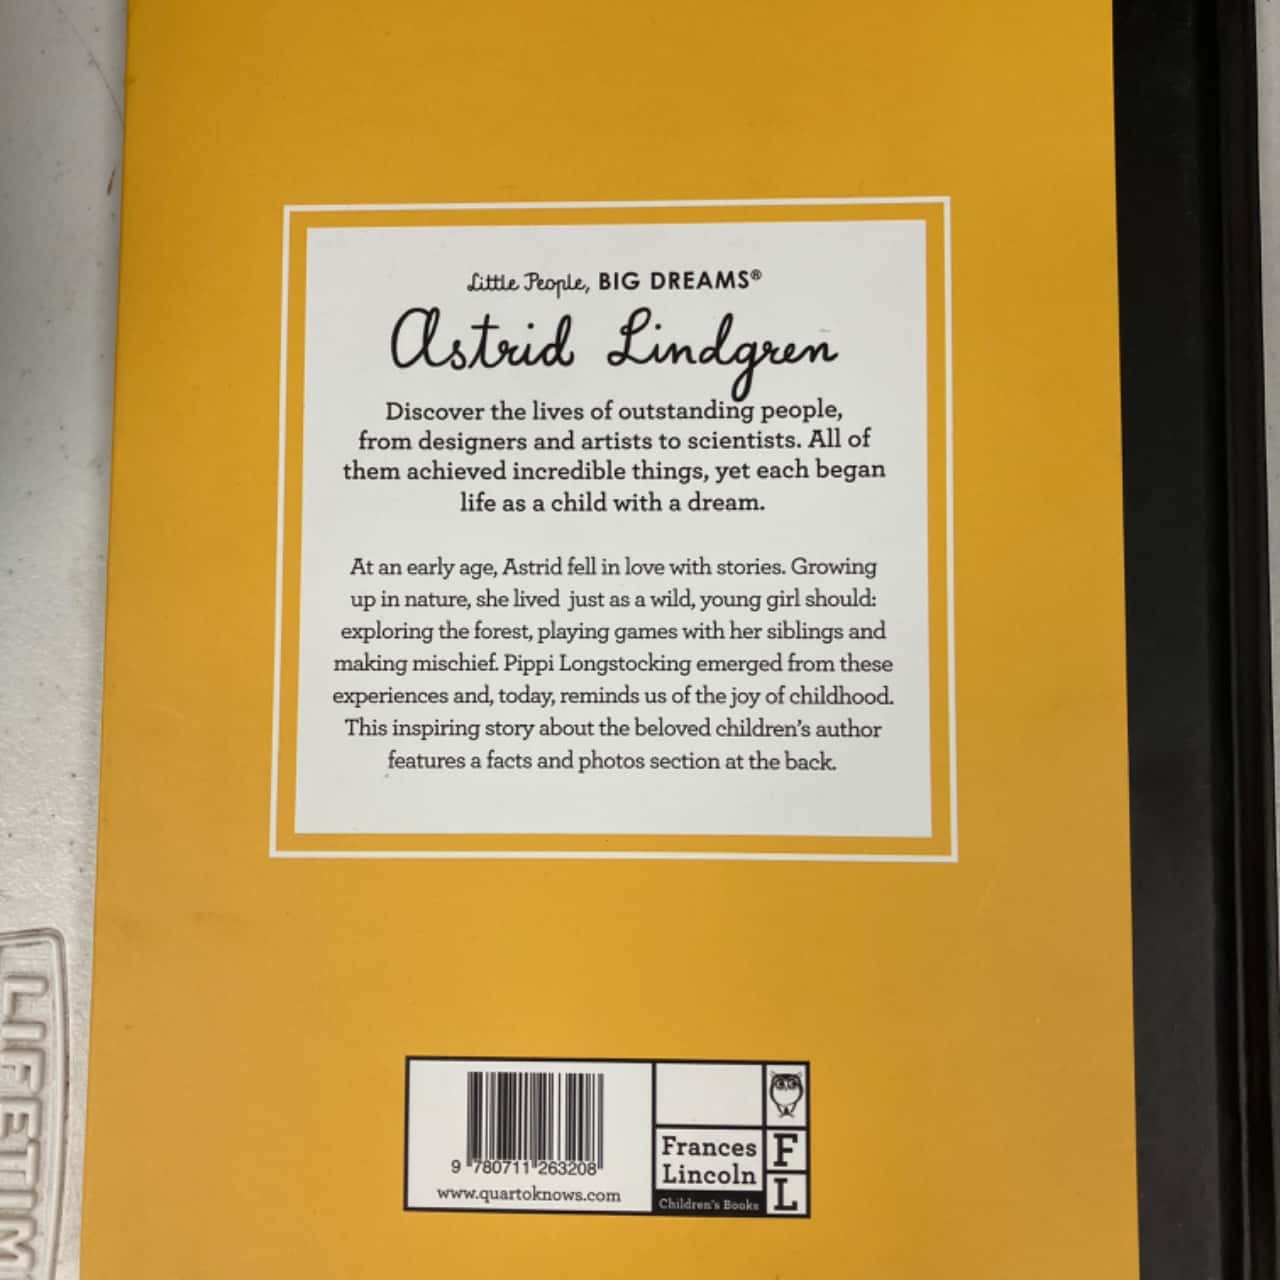 Little People, BIG DREAMS®
Astrid Lindgren
Discover the lives of outstanding people,
from designers and artists to scientists. All of
them achieved incredible things, yet each began
life as a child with a dream.
At an early age, Astrid fell in love with stories. Growing
up in nature, she lived just as a wild, young girl should:
exploring the forest, playing games with her siblings and
making mischief. Pippi Longstocking emerged from these
experiences and, today, reminds us of the joy of childhood.
This inspiring story about the beloved children's author
features a facts and photos section at the back.
9 780711 263208
www.quartoknows.com
Frances
Lincoln
Children's Books
F
L
LIFETIM